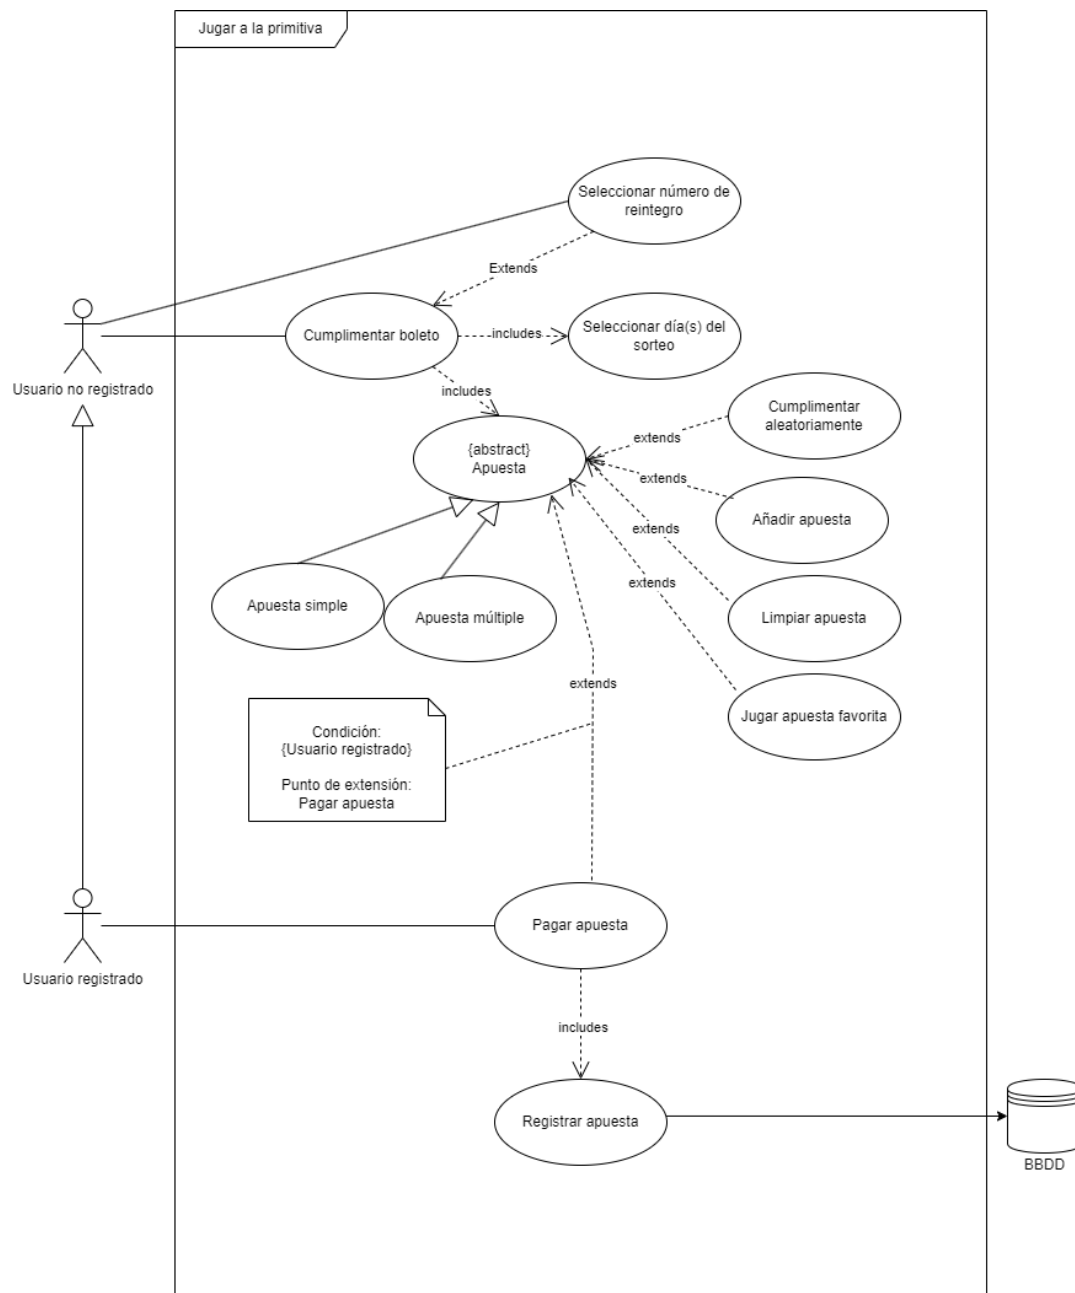 Jugar a la primitiva
Seleccionar número de
reintegro
Extends
Cumplimentar boleto
includes
Seleccionar día(s) del
sorteo
Usuario no registrado
includes
Cumplimentar
aleatoriamente
{abstract}
Apuesta
extends
extends
Añadir apuesta
extends
extends
Apuesta simple
Apuesta múltiple
Limpiar apuesta
extends
Jugar apuesta favorita
Condición:
{Usuario registrado}
Punto de extensión:
Pagar apuesta
Pagar apuesta
Usuario registrado
includes
Registrar apuesta
BBDD